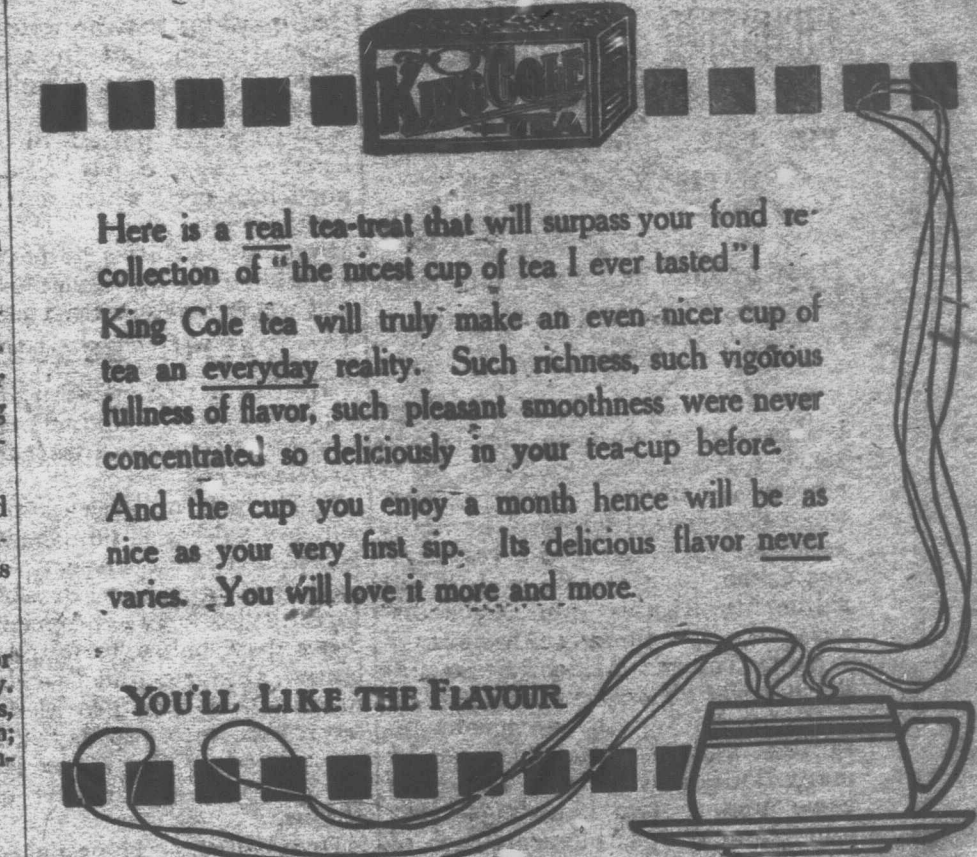 KING COLE
TEA
Here is a real tea-treat that will surpass your fond re-
collection of "the nicest cup of tea I ever tasted"!
King Cole tea will truly make an even nicer cup of
tea an everyday reality. Such richness, such vigorous
fullness of flavor, such pleasant smoothness were never
concentrated so deliciously in your tea-cup before.
And the cup you enjoy a month hence will be as
nice as your very first sip. Its delicious flavor never
varies. You will love it more and more.
YOU'LL LIKE THE FLAVOUR